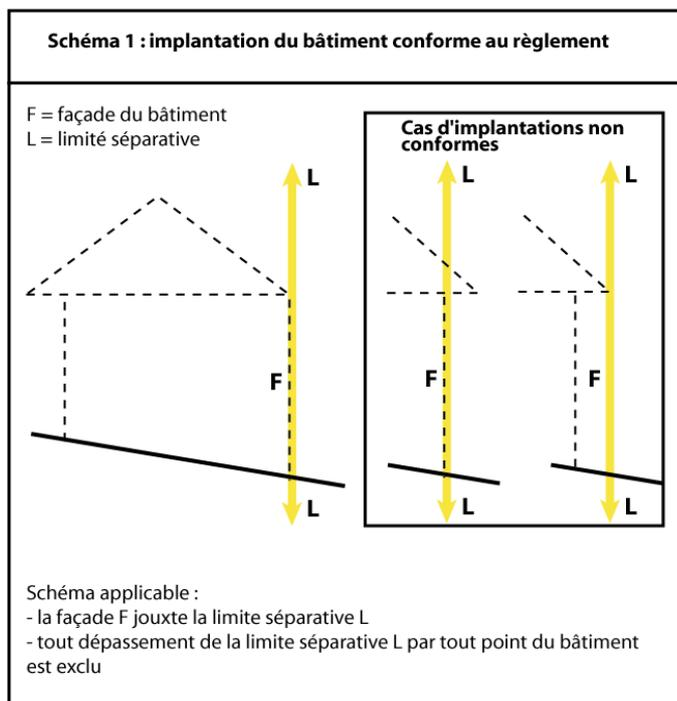 Schéma 1 : implantation du bâtiment conforme au règlement
F = façade du bâtiment
L = limité séparative
Cas d'implantations non
conformes
L
L
L
F
F
F
L
L
L
Schéma applicable :
- la façade F jouxte la limite séparative L
- tout dépassement de la limite séparative L par tout point du bâtiment
est exclu